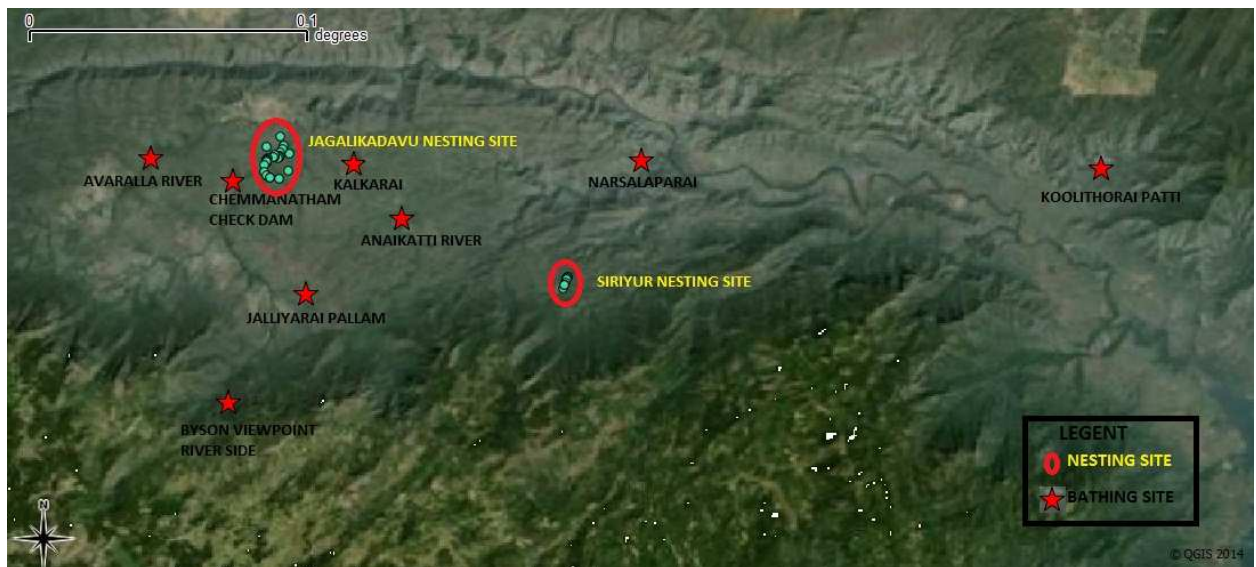 0
0.1
degrees
JAGALIKADAVU NESTING SITE
AVARALLA RIVER
CHEMMANATHAM
CHECK DAM
KALKARAI
NARSALAPARAI
KOOLITHORAI PATTI
ANAIKATTI RIVER
SIRIYUR NESTING SITE
JALLIYARAI PALLAM
BYSON VIEWPOINT
RIVER SIDE
LEGENT
NESTING SITE
BATHING SITE
N
© QGIS 2014